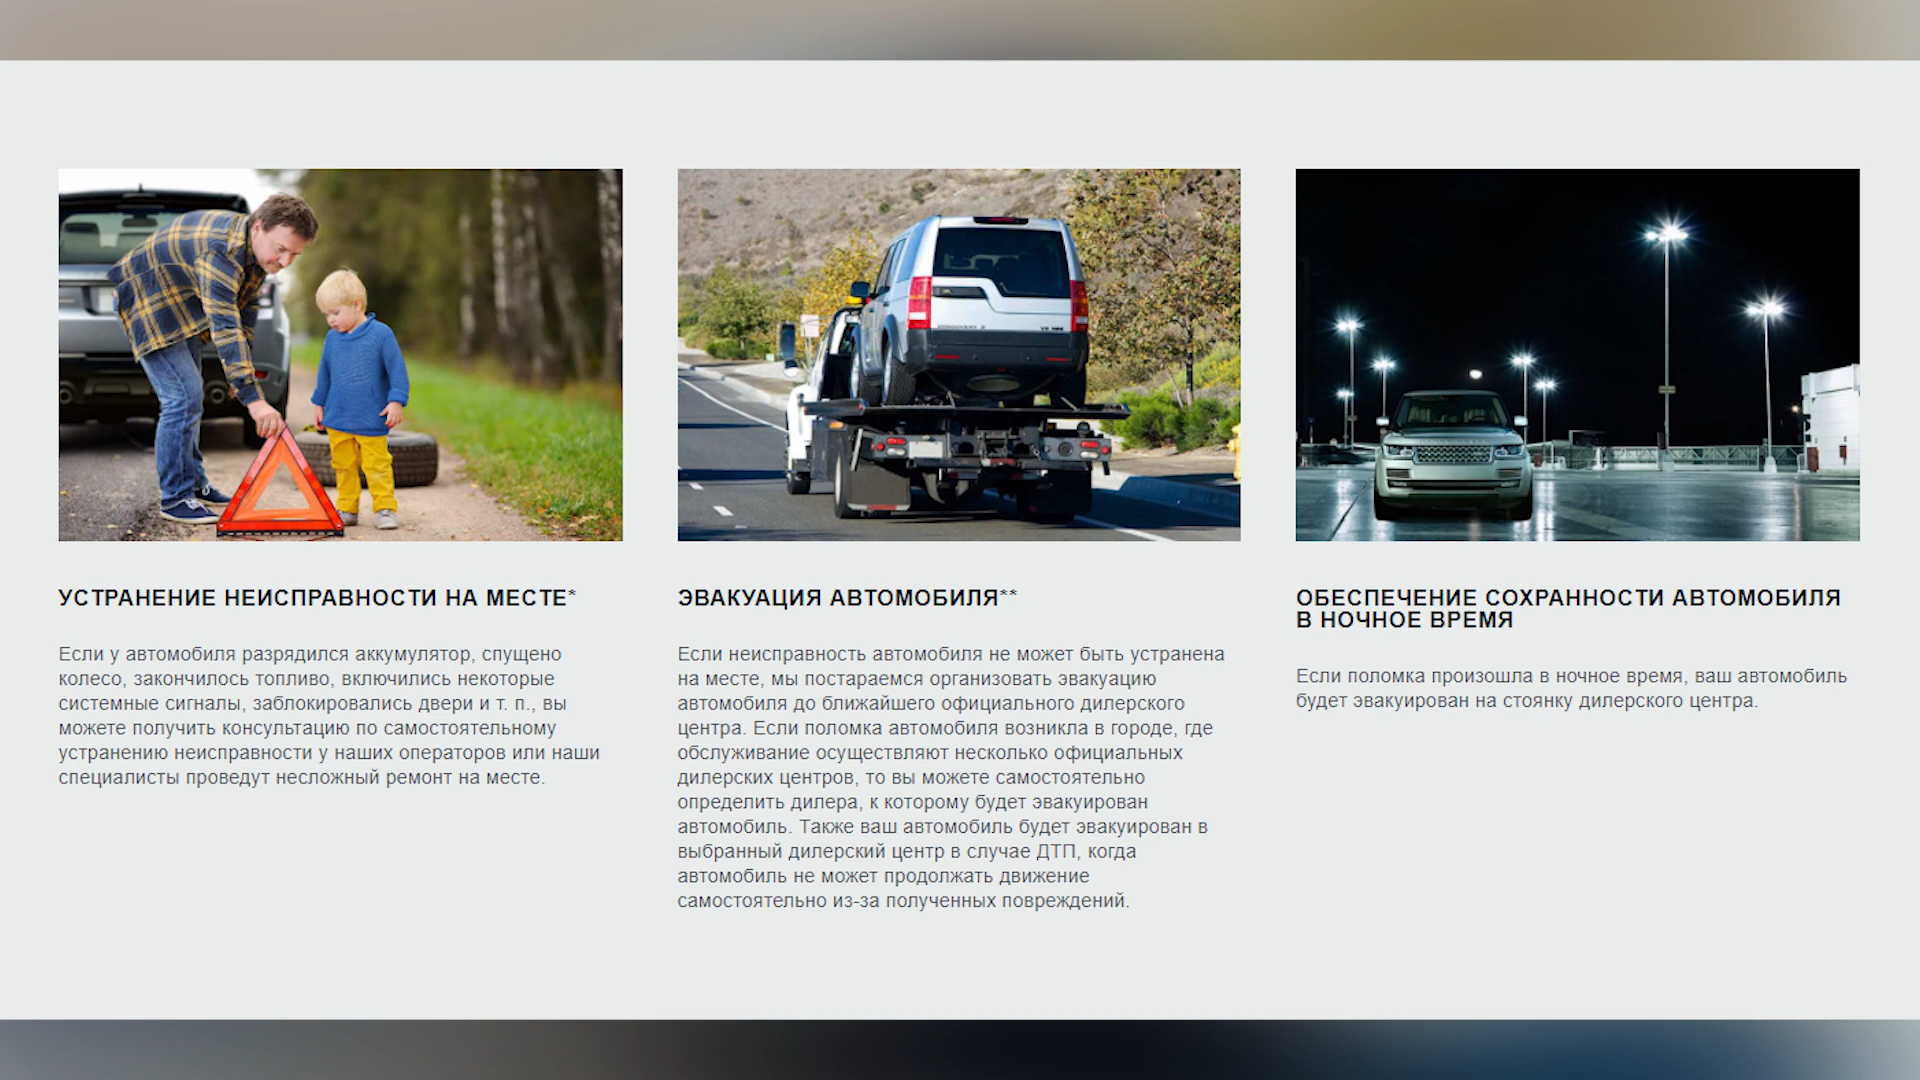 УСТРАНЕНИЕ НЕИСПРАВНОСТИ НА МЕСТЕ*
Если у автомобиля разрядился аккумулятор, спущено
колесо, закончилось топливо, включились некоторые
системные сигналы, заблокировались двери и т. п., вы
можете получить консультацию по самостоятельному
устранению неисправности у наших операторов или наши
специалисты проведут несложный ремонт на месте.
ЭВАКУАЦИЯ АВТОМОБИЛЯ**
Если неисправность автомобиля не может быть устранена
на месте, мы постараемся организовать эвакуацию
автомобиля до ближайшего официального дилерского
центра. Если поломка автомобиля возникла в городе, где
обслуживание осуществляют несколько официальных
дилерских центров, то вы можете самостоятельно
определить дилера, к которому будет эвакуирован
автомобиль. Также ваш автомобиль будет эвакуирован в
выбранный дилерский центр в случае ДТП, когда
автомобиль не может продолжать движение
самостоятельно из-за полученных повреждений.
ОБЕСПЕЧЕНИЕ СОХРАННОСТИ АВТОМОБИЛЯ
В НОЧНОЕ ВРЕМЯ
Если поломка произошла в ночное время, ваш автомобиль
будет эвакуирован на стоянку дилерского центра.